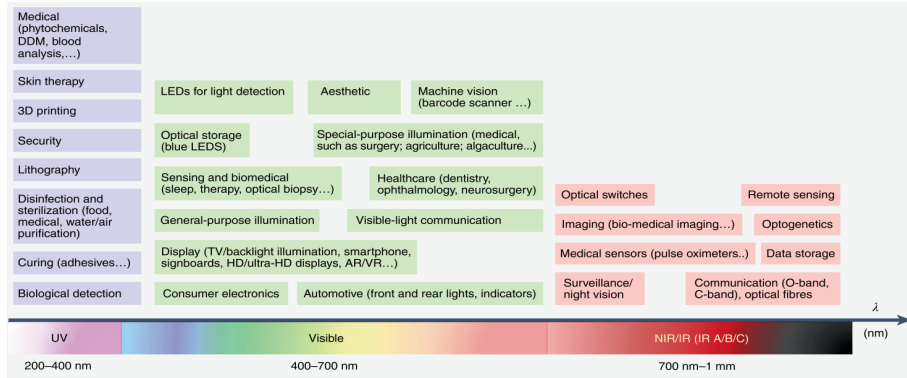 Medical
(phytochemicals,
DDM, blood
analysis,…)
Skin therapy
3D printing
Security
Lithography
Disinfection and
sterilization (food,
medical, water/air
purification)
Curing (adhesives…)
Biological detection
LEDs for light detection
Aesthetic
Machine vision
(barcode scanner …)
Optical storage
(blue LEDS)
Special-purpose illumination (medical,
such as surgery; agriculture; algaculture...)
Sensing and biomedical
(sleep, therapy, optical biopsy…)
Healthcare (dentistry,
ophthalmology, neurosurgery)
General-purpose illumination
Visible-light communication
Display (TV/backlight illumination, smartphone,
signboards, HD/ultra-HD displays, AR/VR…)
Consumer electronics
Automotive (front and rear lights, indicators)
Optical switches
Remote sensing
Imaging (bio-medical imaging…)
Optogenetics
Medical sensors (pulse oximeters..)
Data storage
Surveillance/
night vision
Communication (O-band,
C-band), optical fibres
λ
(nm)
UV
Visible
NIR/IR (IR A/B/C)
200–400 nm
400–700 nm
700 nm–1 mm